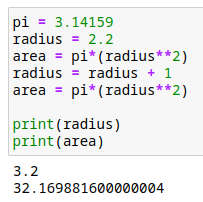 pi = 3.14159
radius = 2.2
area = pi*(radius**2)
radius = radius + 1
area = pi*(radius**2)
print(radius)
print(area)
3.2
32.169881600000004